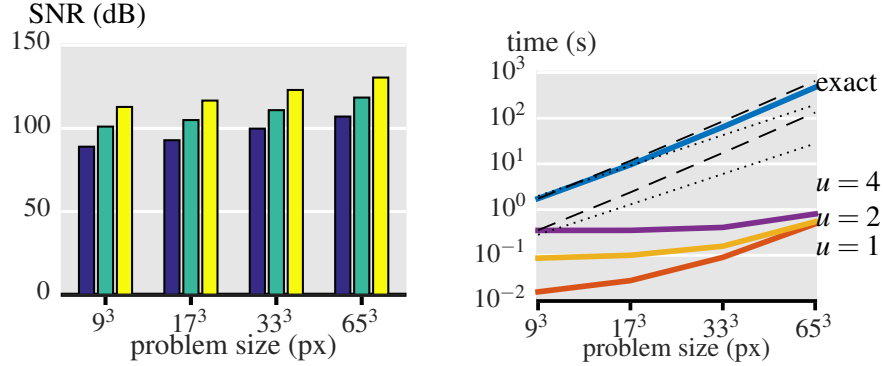 SNR (dB)
150
100
50
0
9³
17³
33³
65³
problem size (px)
time (s)
10³
10²
10¹
10⁰
10⁻¹
10⁻²
exact
u = 4
u = 2
u = 1
9³
17³
33³
65³
problem size (px)